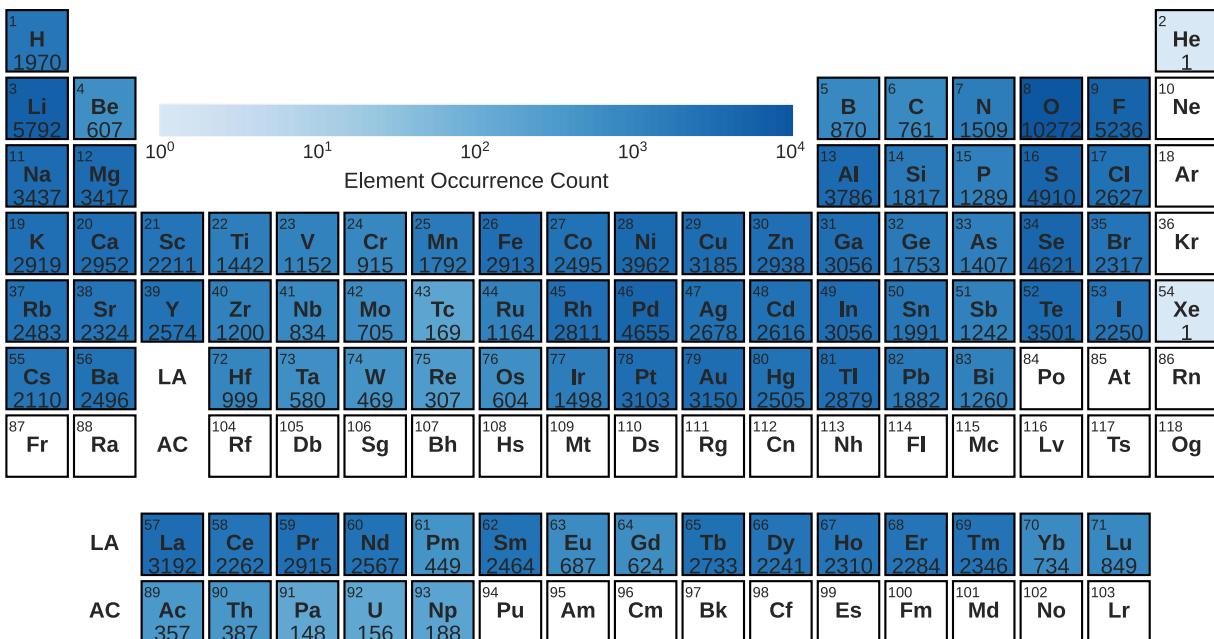 1 2
H He
1970 1
3 4 5 6 7 8 9 10
Li Be B C N O F Ne
5792 607 870 761 1509 10272 5236
10⁰ 10¹ 10² 10³ 10⁴
Element Occurrence Count
11 12 13 14 15 16 17 18
Na Mg Al Si P S Cl Ar
3437 3417 3786 1817 1289 4910 2627
19 20 21 22 23 24 25 26 27 28 29 30 31 32 33 34 35 36
K Ca Sc Ti V Cr Mn Fe Co Ni Cu Zn Ga Ge As Se Br Kr
2919 2952 2211 1442 1152 915 1792 2913 2495 3962 3185 2938 3056 1753 1407 4621 2317
37 38 39 40 41 42 43 44 45 46 47 48 49 50 51 52 53 54
Rb Sr Y Zr Nb Mo Tc Ru Rh Pd Ag Cd In Sn Sb Te I Xe
2483 2324 2574 1200 834 705 169 1164 2811 4655 2678 2616 3056 1991 1242 3501 2250 1
55 56 72 73 74 75 76 77 78 79 80 81 82 83 84 85 86
Cs Ba LA Hf Ta W Re Os Ir Pt Au Hg Tl Pb Bi Po At Rn
2110 2496 999 580 469 307 604 1498 3103 3150 2505 2879 1882 1260
87 88 104 105 106 107 108 109 110 111 112 113 114 115 116 117 118
Fr Ra AC Rf Db Sg Bh Hs Mt Ds Rg Cn Nh Fl Mc Lv Ts Og
57 58 59 60 61 62 63 64 65 66 67 68 69 70 71
LA La Ce Pr Nd Pm Sm Eu Gd Tb Dy Ho Er Tm Yb Lu
3192 2262 2915 2567 449 2464 687 624 2733 2241 2310 2284 2346 734 849
89 90 91 92 93 94 95 96 97 98 99 100 101 102 103
AC Ac Th Pa U Np Pu Am Cm Bk Cf Es Fm Md No Lr
357 387 148 156 188